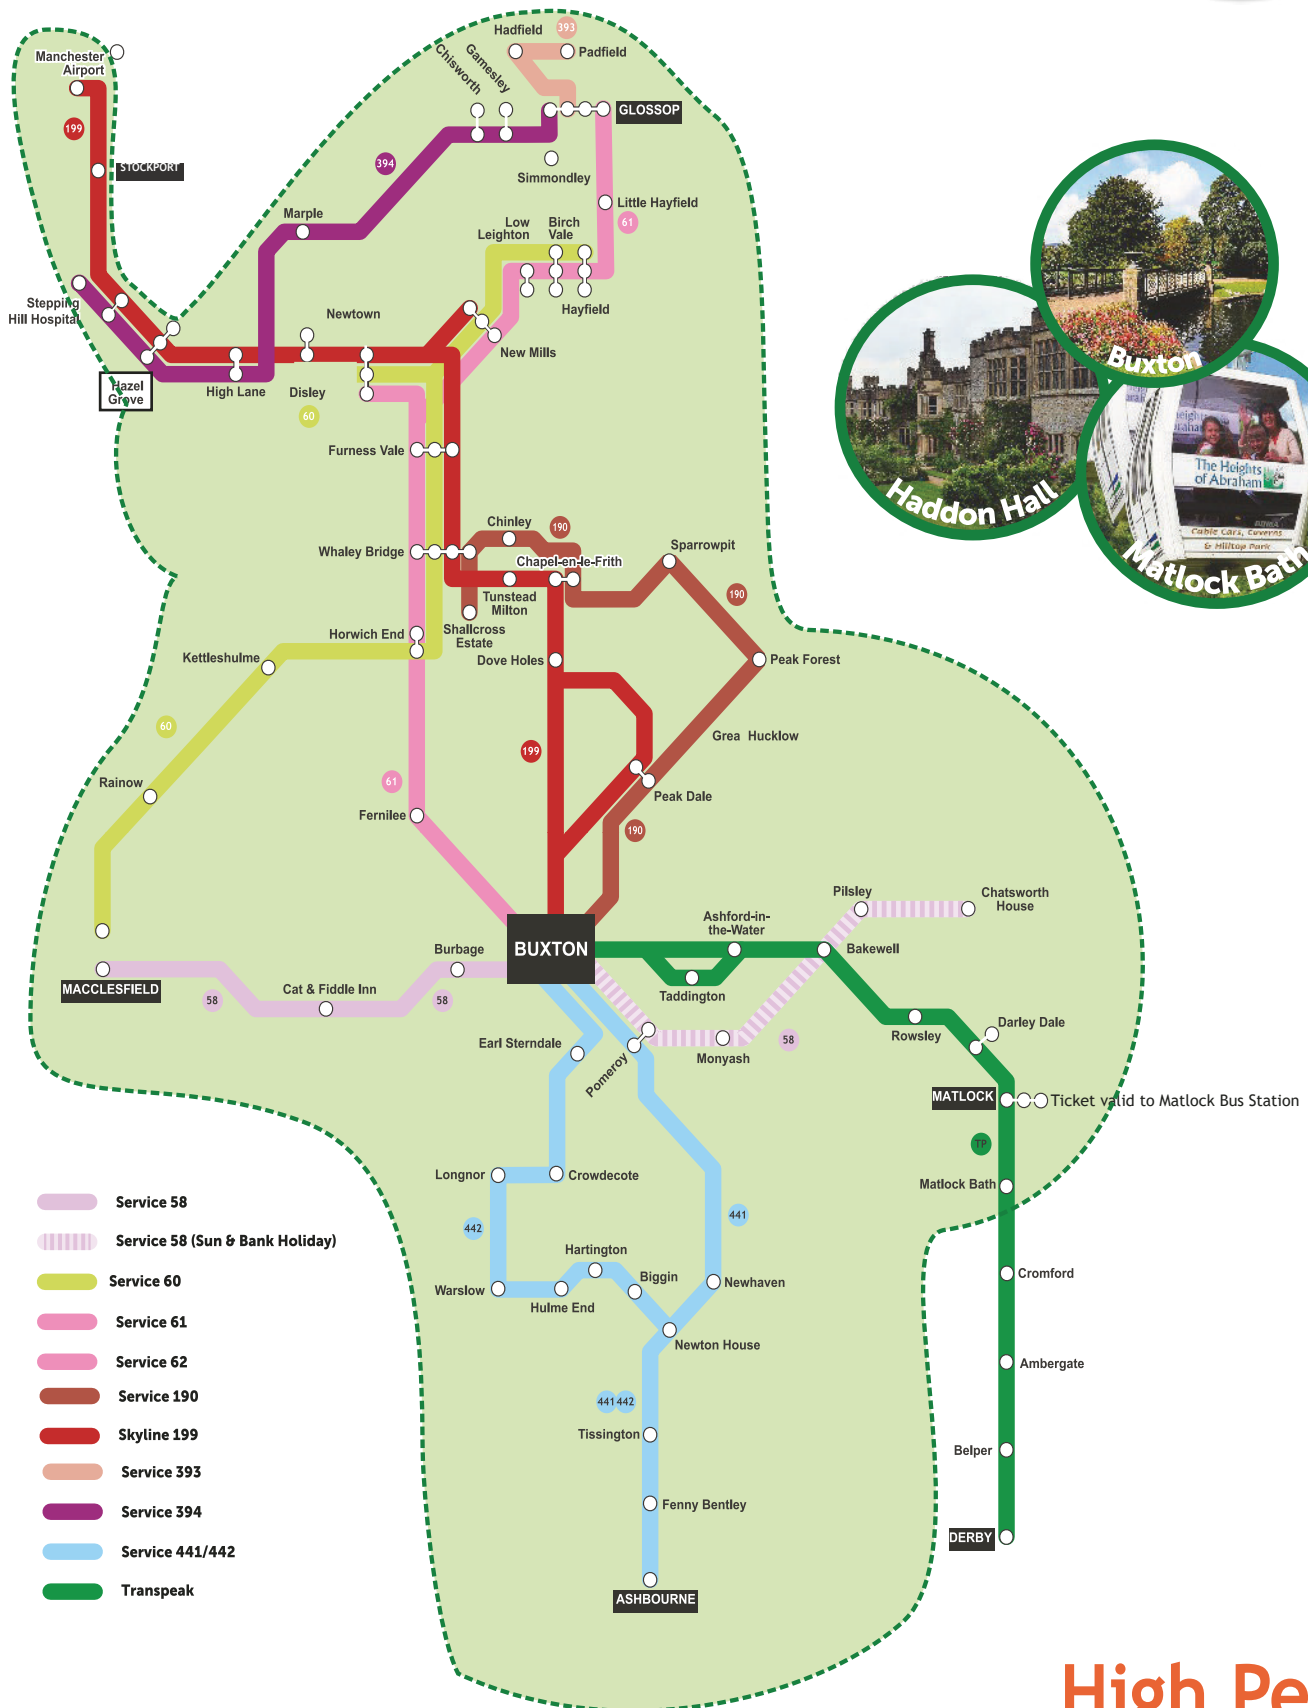 Hadfield
393
Padfield
Manchester
Airport
Chisworth
Gamesley
GLOSSOP
199
STOCKPORT
394
Simmondley
Marple
Little Hayfield
61
Low
Leighton
Birch
Vale
Stepping
Hill Hospital
Newtown
Hayfield
New Mills
Hazel
Grove
High Lane
Disley
60
Furness Vale
Chinley
190
Whaley Bridge
Chapel-en-le-Frith
Sparrowpit
Tunstead
Milton
190
Horwich End
Shallcross
Estate
Kettleshulme
Dove Holes
Peak Forest
60
199
Grea Hucklow
61
Rainow
Peak Dale
Fernilee
190
Pilsley
Chatsworth
House
Ashford-in-
the-Water
Burbage
BUXTON
Bakewell
MACCLESFIELD
58
Cat & Fiddle Inn
58
Taddington
Rowsley
Darley Dale
Earl Sterndale
Pomeroy
Monyash
58
MATLOCK
Ticket valid to Matlock Bus Station
TP
Longnor
Crowdecote
Matlock Bath
442
441
Hartington
Biggin
Newhaven
Warslow
Hulme End
Cromford
Newton House
Ambergate
441 442
Tissington
Belper
Fenny Bentley
DERBY
ASHBOURNE
Service 58
Service 58 (Sun & Bank Holiday)
Service 60
Service 61
Service 62
Service 190
Skyline 199
Service 393
Service 394
Service 441/442
Transpeak
Buxton
Haddon Hall
The Heights
of Abraham
Cable Cars, Caverns
& Hilltop Park
Matlock Bath
High Pe